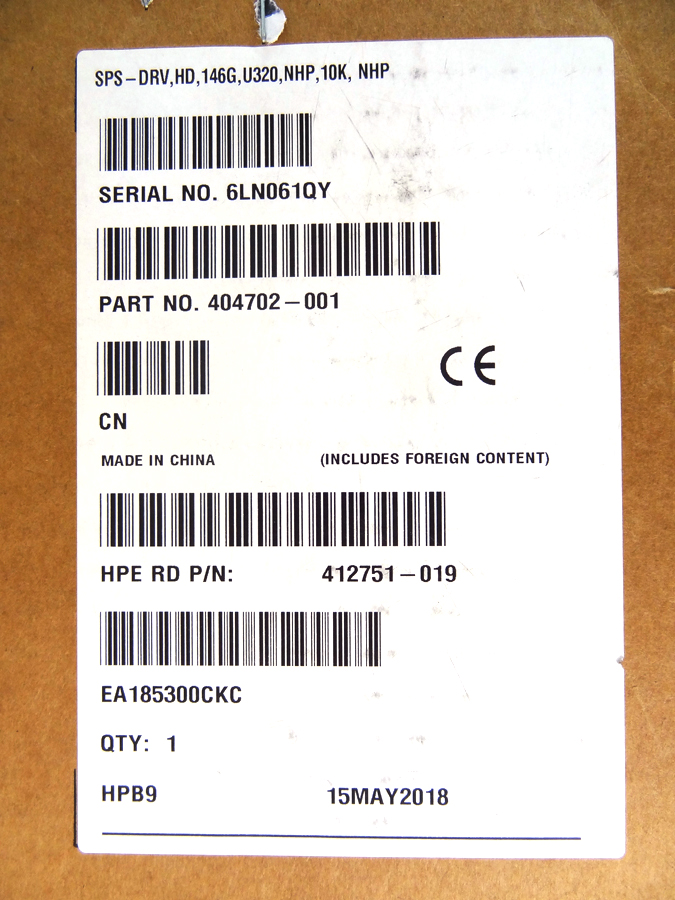 SPS-DRV,HD,146G,U320,NHP,10K, NHP
SERIAL NO. 6LN061QY
PART NO. 404702-001
CE
CN
MADE IN CHINA (INCLUDES FOREIGN CONTENT)
HPE RD P/N: 412751-019
EA185300CKC
QTY: 1
HPB9 15MAY2018